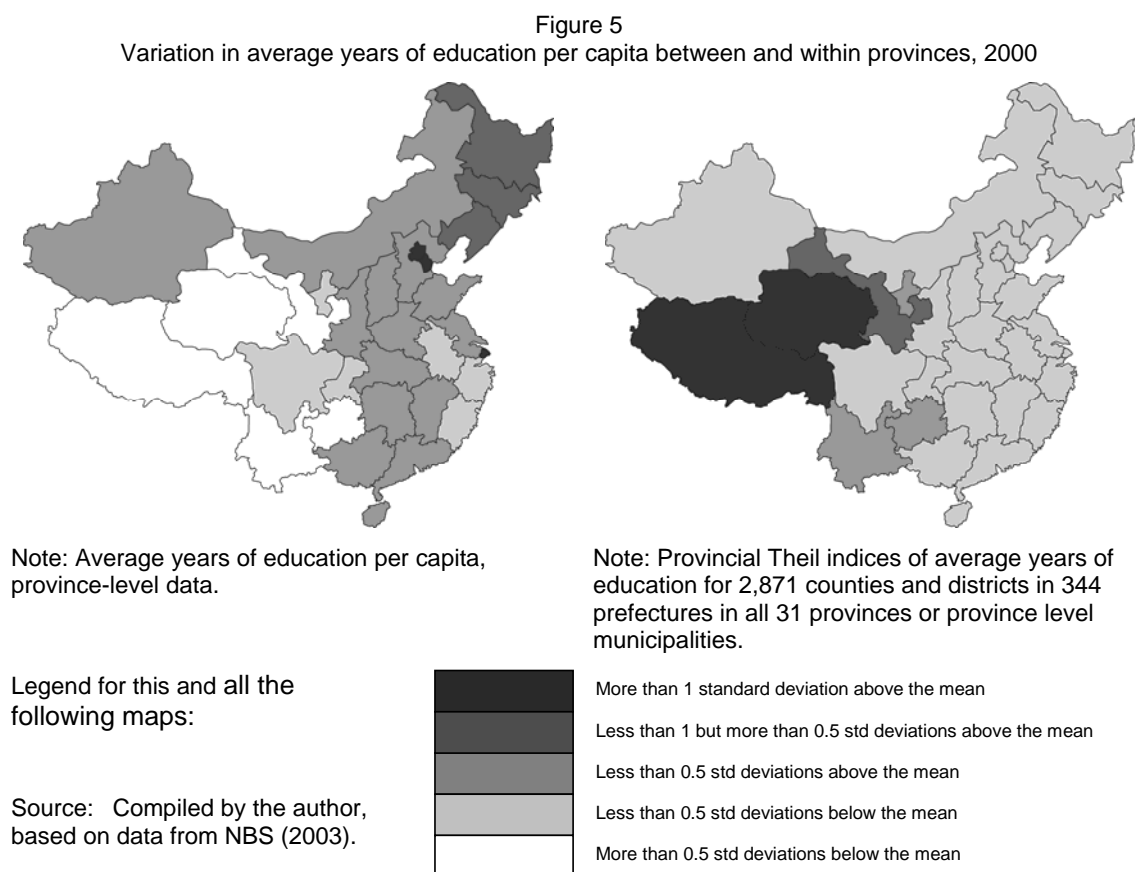 Figure 5
Variation in average years of education per capita between and within provinces, 2000
Note: Average years of education per capita,
province-level data.
Note: Provincial Theil indices of average years of
education for 2,871 counties and districts in 344
prefectures in all 31 provinces or province level
municipalities.
Legend for this and all the
following maps:
Source: Compiled by the author,
based on data from NBS (2003).
More than 1 standard deviation above the mean
Less than 1 but more than 0.5 std deviations above the mean
Less than 0.5 std deviations above the mean
Less than 0.5 std deviations below the mean
More than 0.5 std deviations below the mean